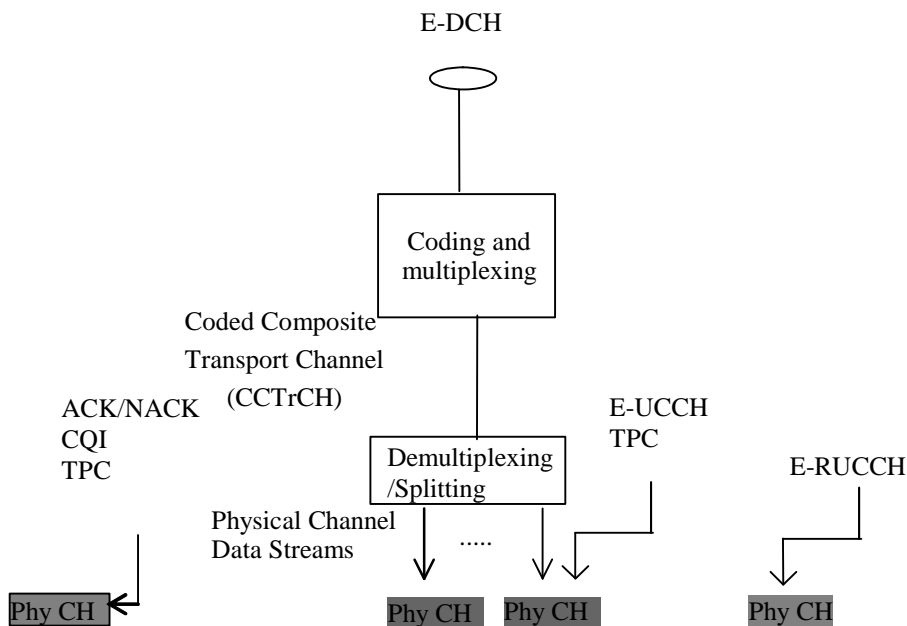 E-DCH
Coding and
multiplexing
Coded Composite
Transport Channel
(CCTrCH)
ACK/NACK
CQI
TPC
E-UCCH
TPC
Demultiplexing
/Splitting
E-RUCCH
Physical Channel
Data Streams
.....
Phy CH
Phy CH
Phy CH
Phy CH